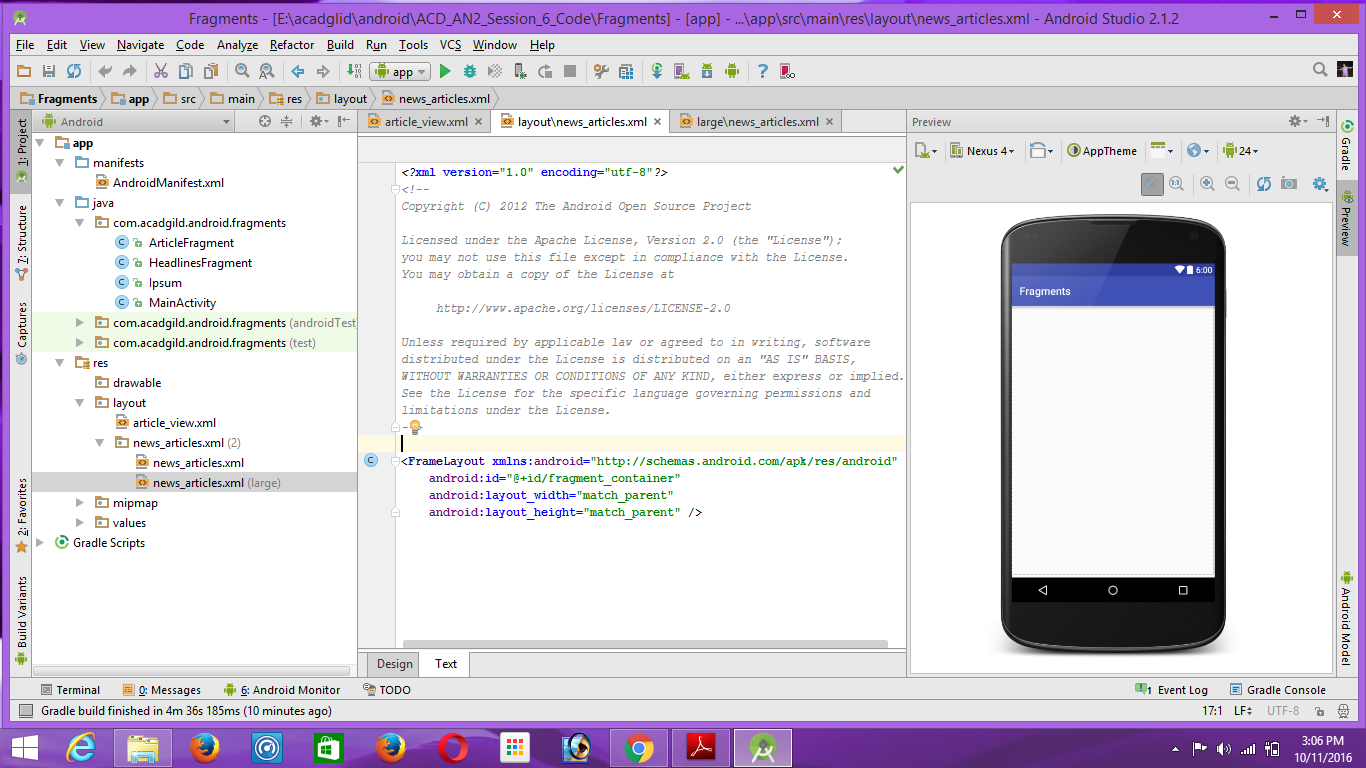 Fragments - [E:\acadglid\android\ACD_AN2_Session_6_Code\Fragments] - [app] - ...\app\src\main\res\layout\news_articles.xml - Android Studio 2.1.2
File Edit View Navigate Code Analyze Refactor Build Run Tools VCS Window Help
app
Fragments app src main res layout news_articles.xml
Android
article_view.xml layout\news_articles.xml large\news_articles.xml
Preview
1: Project
7: Structure
Captures
2: Favorites
Build Variants
app
manifests
AndroidManifest.xml
java
com.acadgild.android.fragments
ArticleFragment
HeadlinesFragment
Ipsum
MainActivity
com.acadgild.android.fragments (androidTest
com.acadgild.android.fragments (test)
res
drawable
layout
article_view.xml
news_articles.xml (2)
news_articles.xml
news_articles.xml (large)
mipmap
values
Gradle Scripts
<?xml version="1.0" encoding="utf-8"?>
<!--
Copyright (C) 2012 The Android Open Source Project
Licensed under the Apache License, Version 2.0 (the "License");
you may not use this file except in compliance with the License.
You may obtain a copy of the License at
http://www.apache.org/licenses/LICENSE-2.0
Unless required by applicable law or agreed to in writing, software
distributed under the License is distributed on an "AS IS" BASIS,
WITHOUT WARRANTIES OR CONDITIONS OF ANY KIND, either express or implied.
See the License for the specific language governing permissions and
limitations under the License.
<FrameLayout xmlns:android="http://schemas.android.com/apk/res/android"
android:id="@+id/fragment_container"
android:layout_width="match_parent"
android:layout_height="match_parent" />
Design Text
Nexus 4 AppTheme 24
6:00
Fragments
Gradle
Preview
Android Model
Terminal 0: Messages 6: Android Monitor TODO 1 Event Log Gradle Console
Gradle build finished in 4m 36s 185ms (10 minutes ago) 17:1 LF UTF-8
3:06 PM
10/11/2016